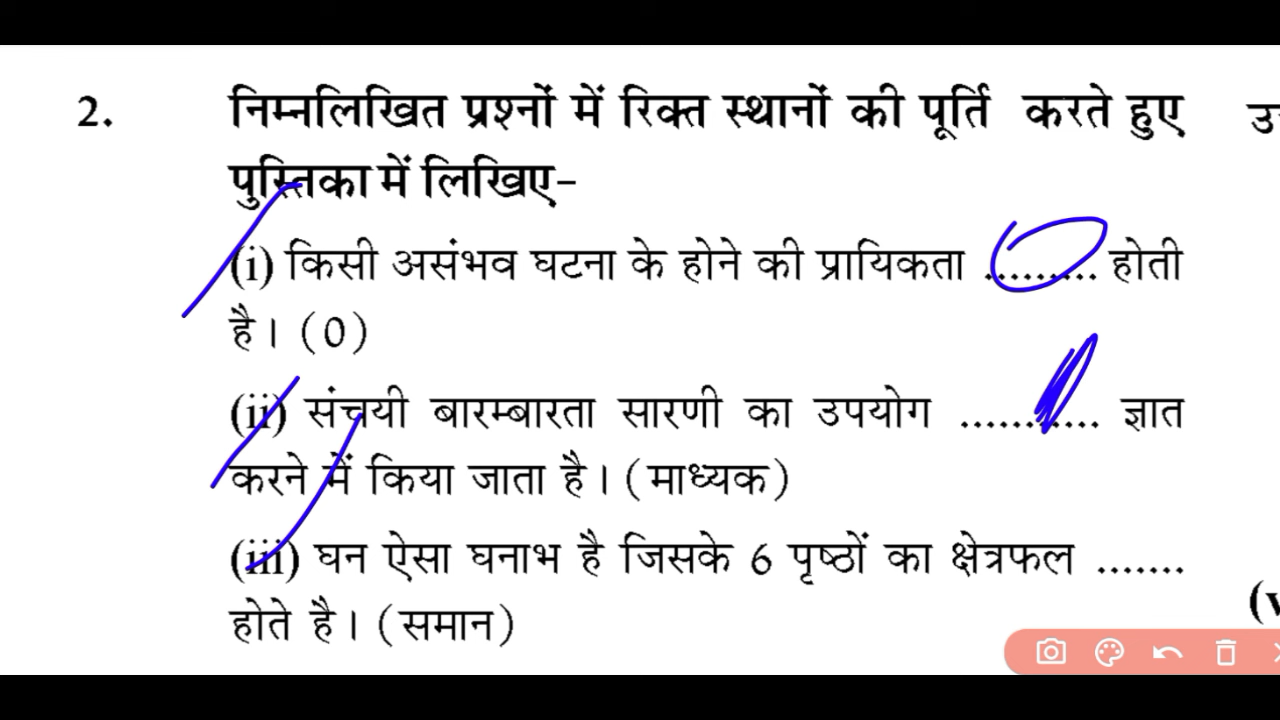 2. निम्नलिखित प्रश्नों में रिक्त स्थानों की पूर्ति करते हुए
पुस्तिका में लिखिए-
(i) किसी असंभव घटना के होने की प्रायिकता ......... होती
है। (0)
(ii) संचयी बारम्बारता सारणी का उपयोग ............ ज्ञात
करने में किया जाता है। (माध्यक)
(iii) घन ऐसा घनाभ है जिसके 6 पृष्ठों का क्षेत्रफल .......
होते है। (समान)